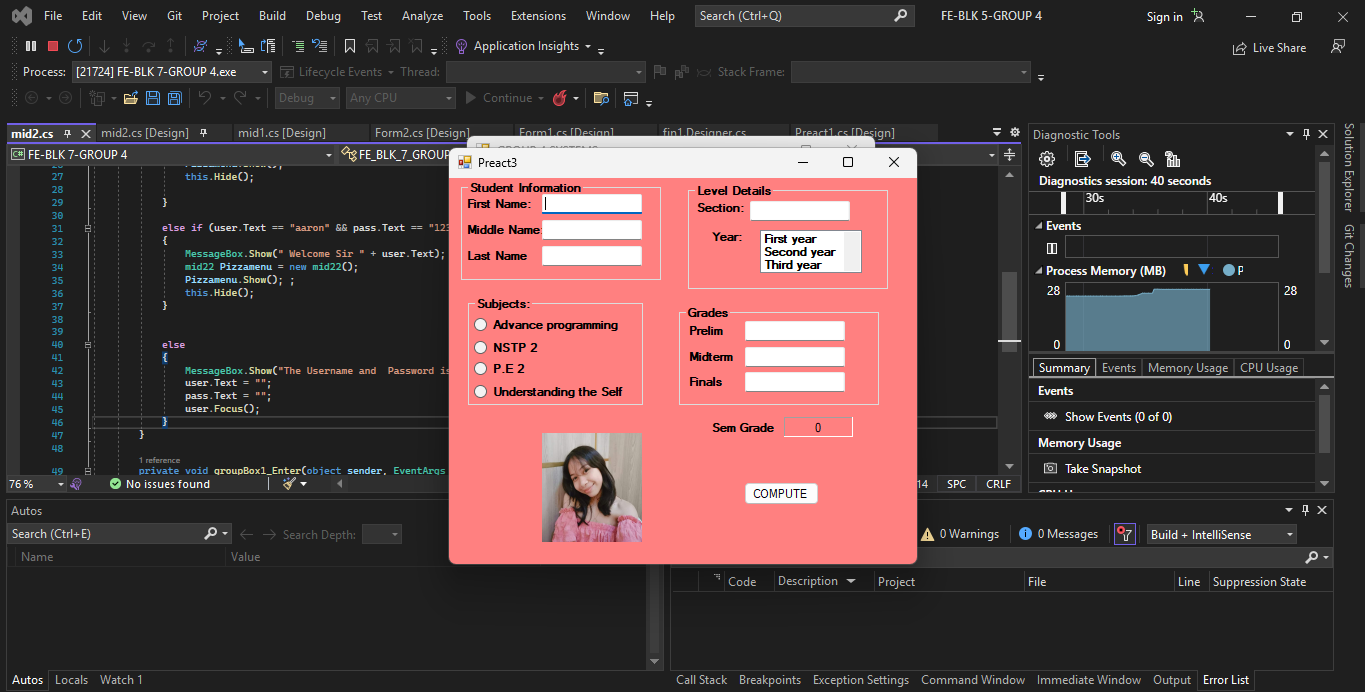 File Edit View Git Project Build Debug Test Analyze Tools Extensions Window Help Search (Ctrl+Q) FE-BLK 5-GROUP 4 Sign in
Application Insights Live Share
Process: [21724] FE-BLK 7-GROUP 4.exe Lifecycle Events Thread: Stack Frame:
Debug Any CPU Continue
mid2.cs mid2.cs [Design] mid1.cs [Design] Form2.cs [Design] Form1.cs [Design] fin1.Designer.cs Preact1.cs [Design]
FE-BLK 7-GROUP 4 FE_BLK_7_GROUP
27 this.Hide();
28
29 }
30
31 else if (user.Text == "aaron" && pass.Text == "123
32 {
33 MessageBox.Show(" Welcome Sir " + user.Text);
34 mid22 Pizzamenu = new mid22();
35 Pizzamenu.Show(); ;
36 this.Hide();
37 }
38
39
40 else
41 {
42 MessageBox.Show("The Username and  Password is
43 user.Text = "";
44 pass.Text = "";
45 user.Focus();
46 }
47 }
48
1 reference
49 private void groupBox1_Enter(object sender, EventArgs
76 % No issues found 14 SPC CRLF
Preact3
Student Information
First Name:
Middle Name:
Last Name
Level Details
Section:
Year:
First year
Second year
Third year
Subjects:
Advance programming
NSTP 2
P.E 2
Understanding the Self
Grades
Prelim
Midterm
Finals
Sem Grade 0
COMPUTE
Diagnostic Tools
Diagnostics session: 40 seconds
30s 40s
Events
Process Memory (MB) P
28 28
0 0
Summary Events Memory Usage CPU Usage
Events
Show Events (0 of 0)
Memory Usage
Take Snapshot
Solution Explorer
Git Changes
Autos
Search (Ctrl+E) Search Depth:
Name Value
0 Warnings 0 Messages Build + IntelliSense
Code Description Project File Line Suppression State
Autos Locals Watch 1
Call Stack Breakpoints Exception Settings Command Window Immediate Window Output Error List